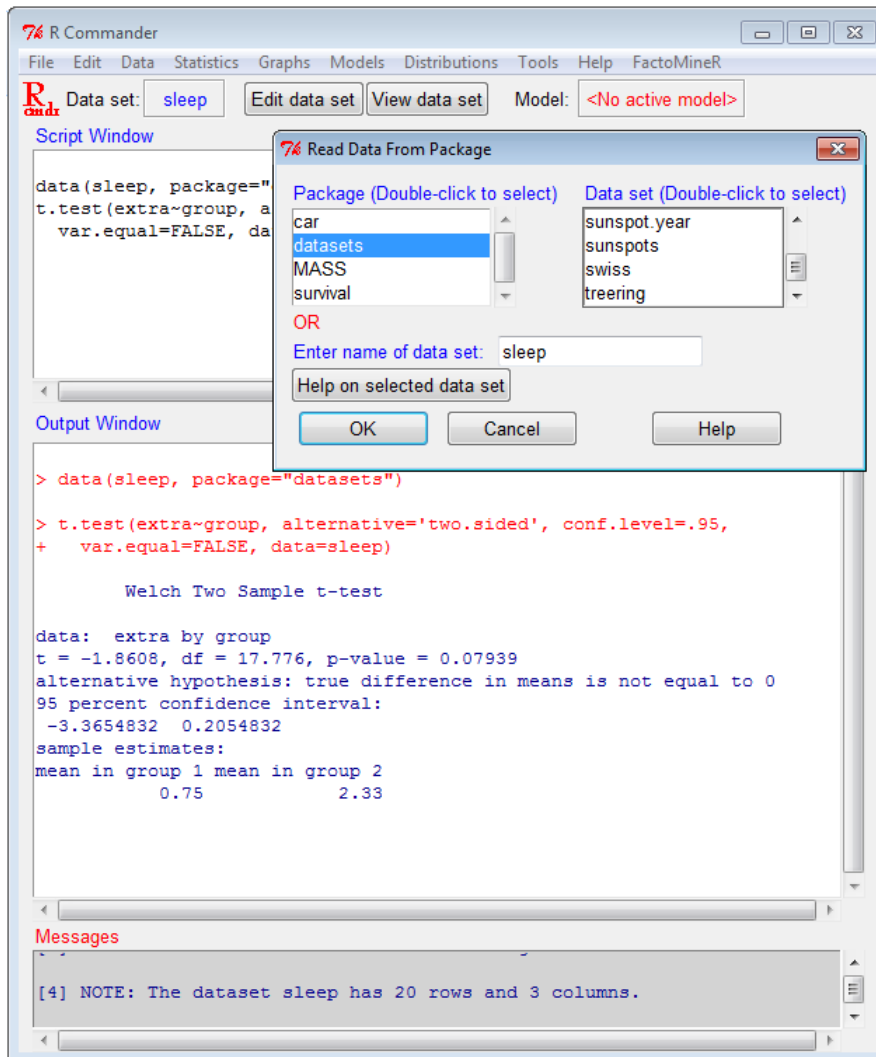 R Commander
File Edit Data Statistics Graphs Models Distributions Tools Help FactoMineR
R cmdr Data set: sleep Edit data set View data set Model: <No active model>
Script Window
data(sleep, package="
t.test(extra~group, a
var.equal=FALSE, da
Read Data From Package
Package (Double-click to select)
car
datasets
MASS
survival
Data set (Double-click to select)
sunspot.year
sunspots
swiss
treering
OR
Enter name of data set: sleep
Help on selected data set
OK Cancel Help
Output Window
> data(sleep, package="datasets")
> t.test(extra~group, alternative='two.sided', conf.level=.95,
+ var.equal=FALSE, data=sleep)
Welch Two Sample t-test
data: extra by group
t = -1.8608, df = 17.776, p-value = 0.07939
alternative hypothesis: true difference in means is not equal to 0
95 percent confidence interval:
-3.3654832 0.2054832
sample estimates:
mean in group 1 mean in group 2
0.75 2.33
Messages
[4] NOTE: The dataset sleep has 20 rows and 3 columns.